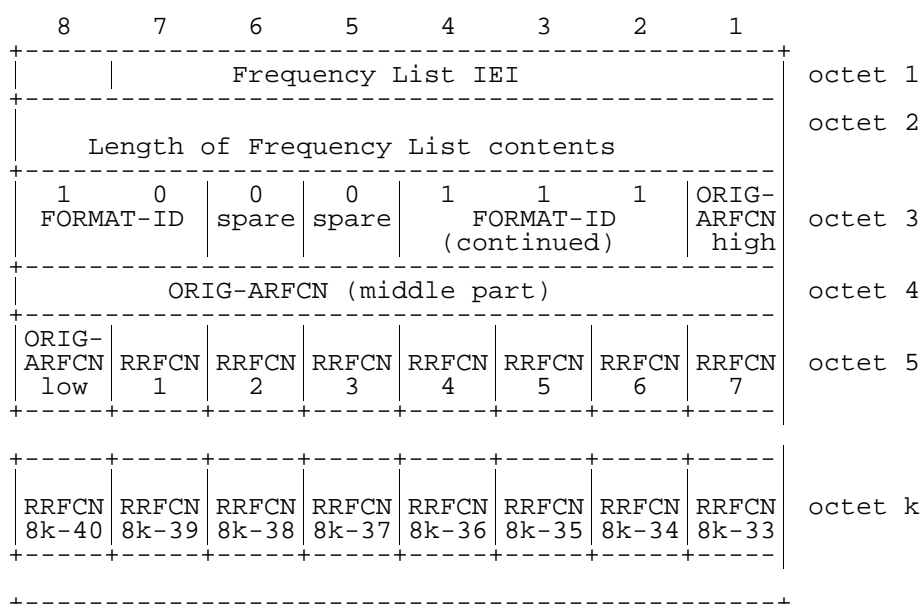 8 7 6 5 4 3 2 1
Frequency List IEI octet 1
octet 2
Length of Frequency List contents
1 0 0 0 1 1 1 ORIG-
FORMAT-ID spare spare FORMAT-ID ARFCN octet 3
(continued) high
ORIG-ARFCN (middle part) octet 4
ORIG-
ARFCN RRFCN RRFCN RRFCN RRFCN RRFCN RRFCN RRFCN octet 5
low 1 2 3 4 5 6 7
RRFCN RRFCN RRFCN RRFCN RRFCN RRFCN RRFCN RRFCN octet k
8k-40 8k-39 8k-38 8k-37 8k-36 8k-35 8k-34 8k-33